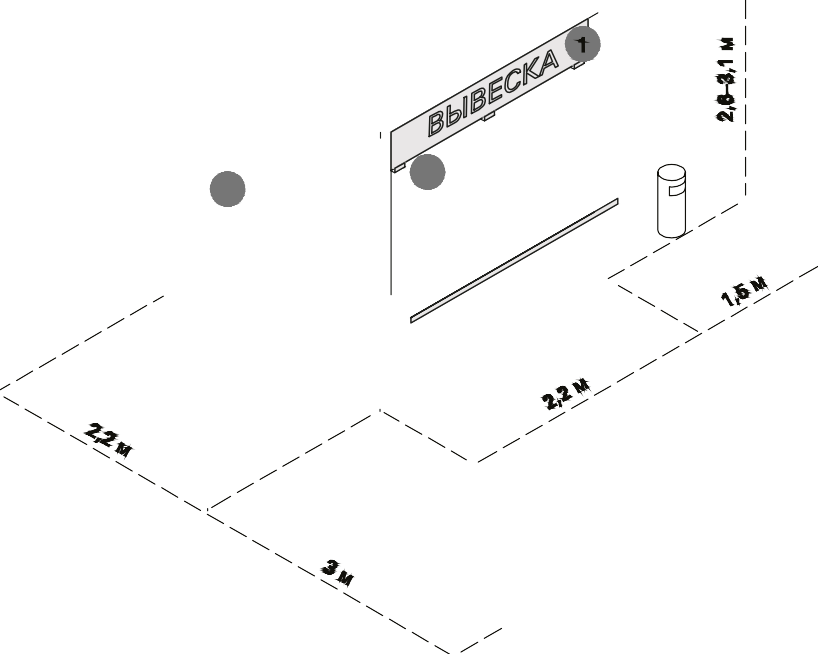 1
ВЫВЕСКА
2,6–3,1 м
1,5 м
2,2 м
2,2 м
3 м